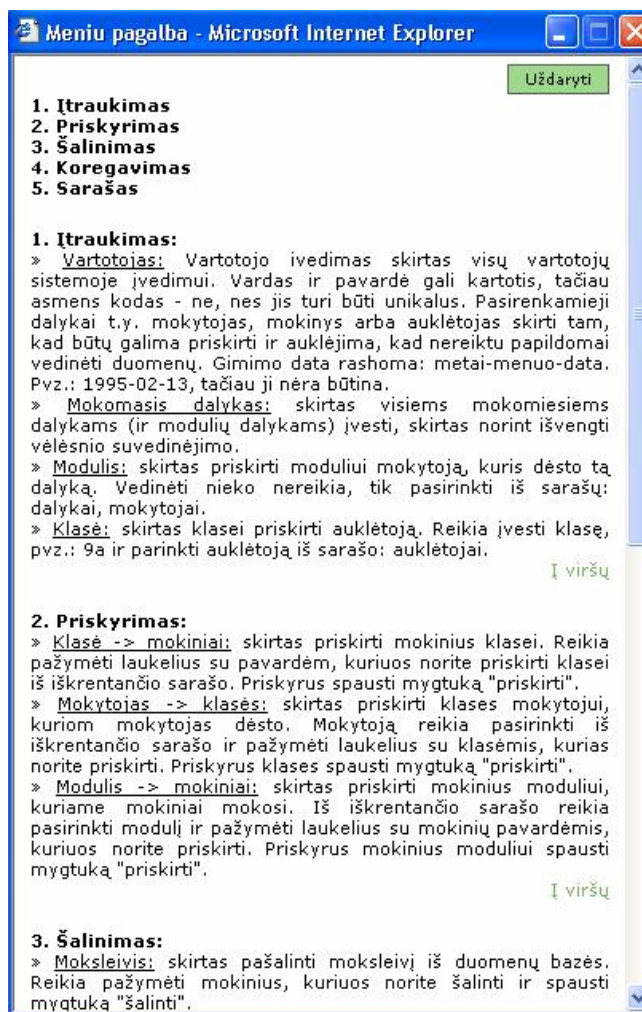 Meniu pagalba - Microsoft Internet Explorer
Uždaryti
1. Įtraukimas
2. Priskyrimas
3. Šalinimas
4. Koregavimas
5. Sarašas
1. Įtraukimas:
» Vartotojas: Vartotojo ivedimas skirtas visų vartotojų
sistemoje įvedimui. Vardas ir pavardė gali kartotis, tačiau
asmens kodas - ne, nes jis turi būti unikalus. Pasirenkamieji
dalykai t.y. mokytojas, mokinys arba auklėtojas skirti tam,
kad būtų galima priskirti ir auklėjima, kad nereiktu papildomai
vedinėti duomenų. Gimimo data rashoma: metai-menuo-data.
Pvz.: 1995-02-13, tačiau ji nėra būtina.
» Mokomasis dalykas: skirtas visiems mokomiesiems
dalykams (ir modulių dalykams) įvesti, skirtas norint išvengti
vėlėsnio suvedinėjimo.
» Modulis: skirtas priskirti moduliui mokytoją, kuris dėsto tą
dalyką. Vedinėti nieko nereikia, tik pasirinkti iš sarašų:
dalykai, mokytojai.
» Klasė: skirtas klasei priskirti auklėtoją. Reikia įvesti klasę,
pvz.: 9a ir parinkti auklėtoją iš sarašo: auklėtojai.
Į viršų
2. Priskyrimas:
» Klasė -> mokiniai: skirtas priskirti mokinius klasei. Reikia
pažymėti laukelius su pavardėm, kuriuos norite priskirti klasei
iš iškrentančio sarašo. Priskyrus spausti mygtuką "priskirti".
» Mokytojas -> klasės: skirtas priskirti klases mokytojui,
kuriom mokytojas dėsto. Mokytoją reikia pasirinkti iš
iškrentančio sarašo ir pažymėti laukelius su klasėmis, kurias
norite priskirti. Priskyrus klases spausti mygtuką "priskirti".
» Modulis -> mokiniai: skirtas priskirti mokinius moduliui,
kuriame mokiniai mokosi. Iš iškrentančio sarašo reikia
pasirinkti modulį ir pažymėti laukelius su mokinių pavardėmis,
kuriuos norite priskirti. Priskyrus mokinius moduliui spausti
mygtuką "priskirti".
Į viršų
3. Šalinimas:
» Moksleivis: skirtas pašalinti moksleivį iš duomenų bazės.
Reikia pažymėti mokinius, kuriuos norite šalinti ir spausti
mygtuką "šalinti".